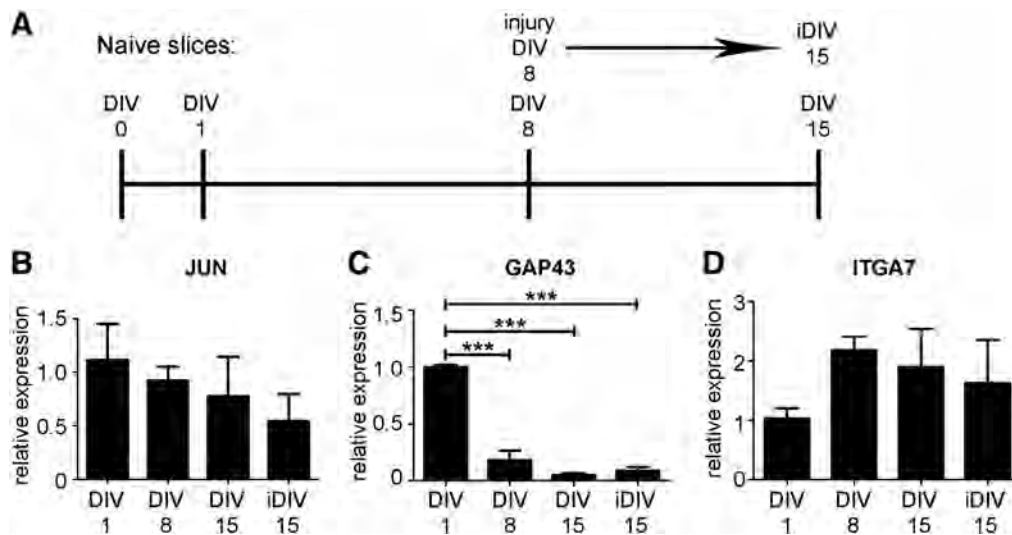 A
Naive slices:
injury
DIV
8
iDIV
15
DIV
0
DIV
1
DIV
8
DIV
15
B
JUN
relative expression
1.5
1.0
0.5
0
DIV
1
DIV
8
DIV
15
iDIV
15
C
GAP43
relative expression
1.5
1.0
0.5
0
***
***
***
DIV
1
DIV
8
DIV
15
iDIV
15
D
ITGA7
relative expression
3
2
1
0
DIV
1
DIV
8
DIV
15
iDIV
15